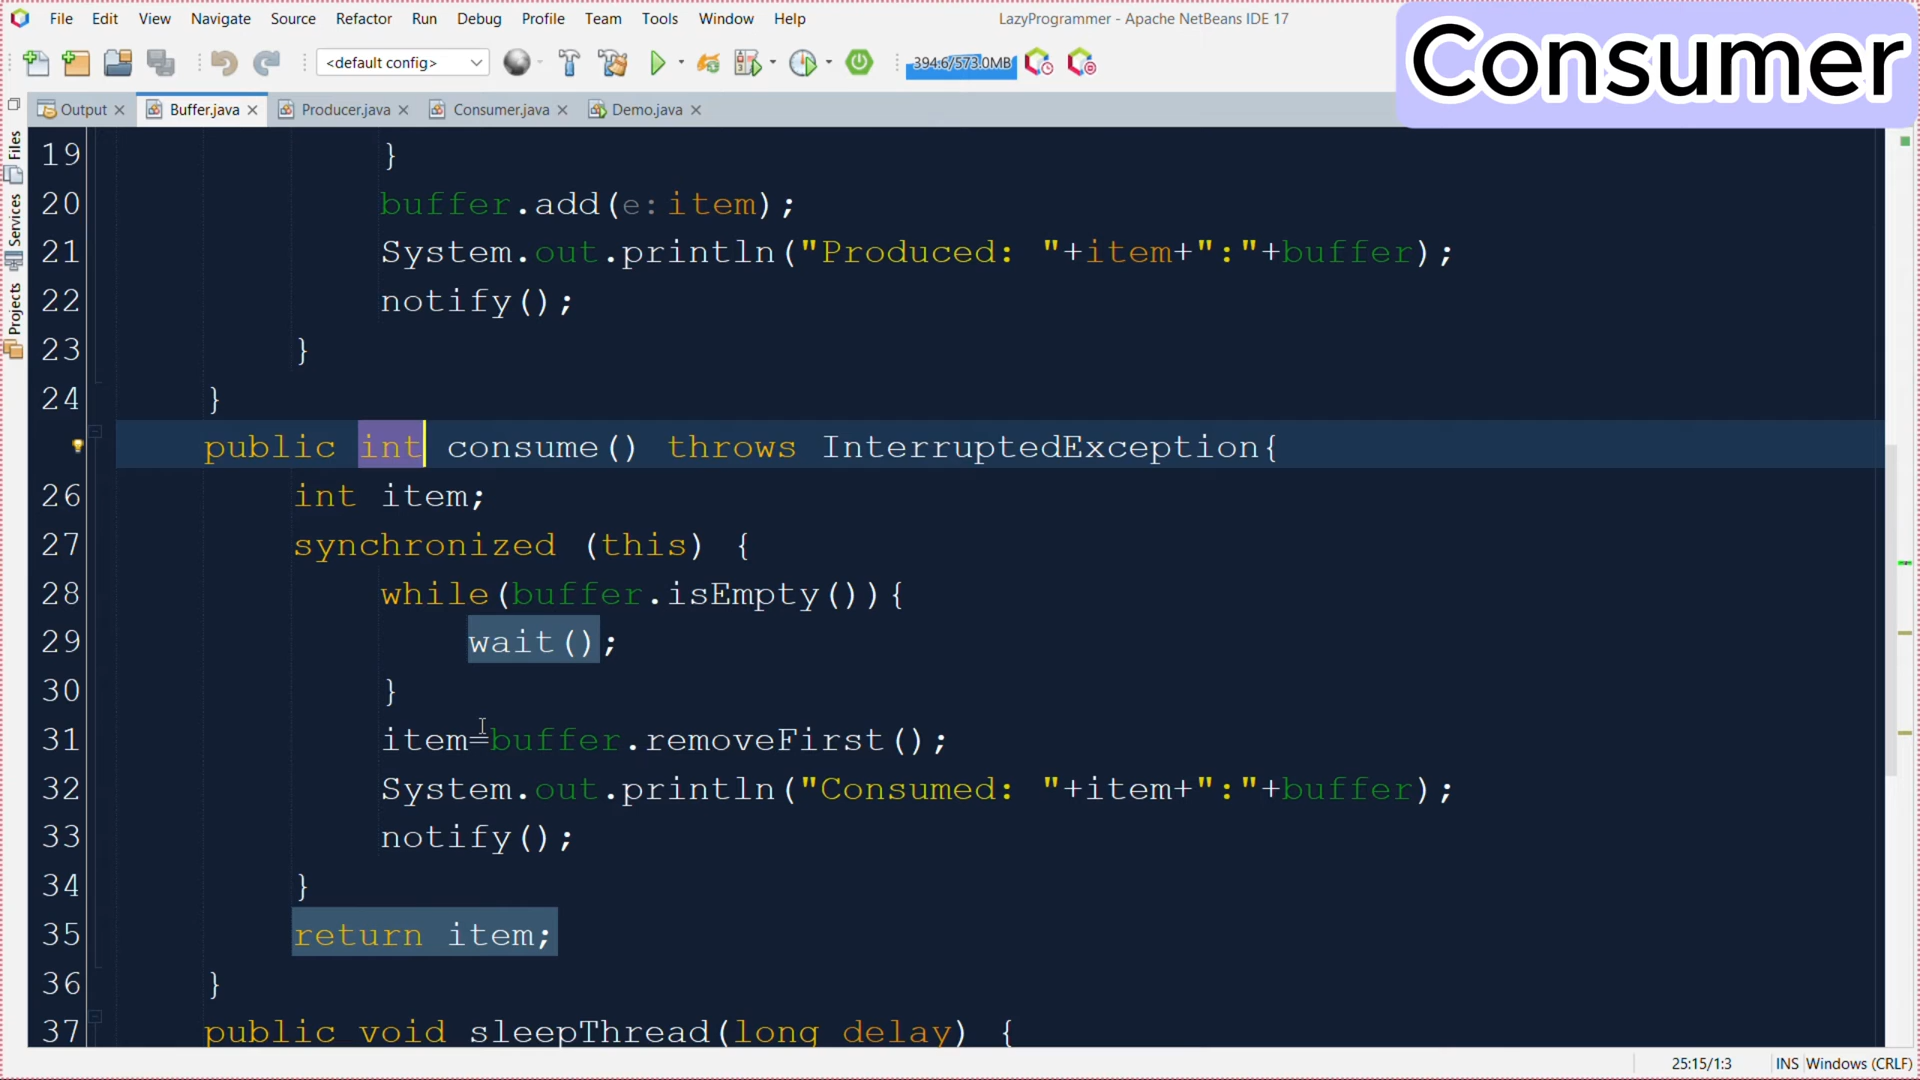 File Edit View Navigate Source Refactor Run Debug Profile Team Tools Window Help LazyProgrammer - Apache NetBeans IDE 17
Consumer
<default config> 394.6/573.0MB
Output Buffer.java Producer.java Consumer.java Demo.java
Files
Services
Projects
19 }
20 buffer.add(e:item);
21 System.out.println("Produced: "+item+":"+buffer);
22 notify();
23 }
24 }
public int consume() throws InterruptedException{
26 int item;
27 synchronized (this) {
28 while(buffer.isEmpty()){
29 wait();
30 }
31 item=buffer.removeFirst();
32 System.out.println("Consumed: "+item+":"+buffer);
33 notify();
34 }
35 return item;
36 }
37 public void sleepThread(long delay) {
25:15/1:3 INS Windows (CRLF)